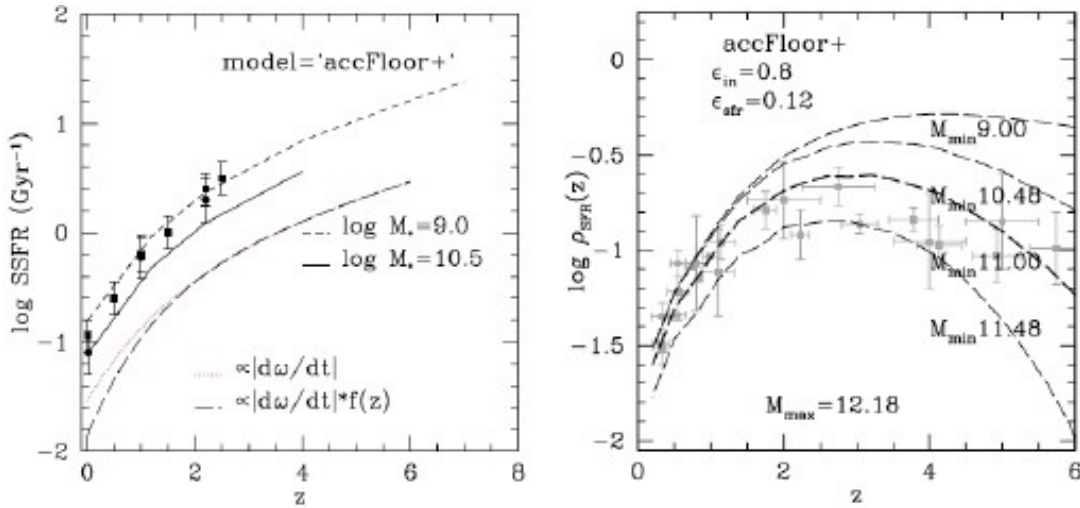 2
1
0
−1
−2
log SSFR (Gyr⁻¹)
model='accFloor+'
log M*=9.0
log M*=10.5
∝|dω/dt|
∝|dω/dt|*f(z)
0 2 4 6 8
z
0
−0.5
−1.0
−1.5
−2
log ρSFR(z)
accFloor+
ϵin=0.8
ϵsfr=0.12
Mmin9.00
Mmin10.48
Mmin11.00
Mmin11.48
Mmax=12.18
2 4 6
z